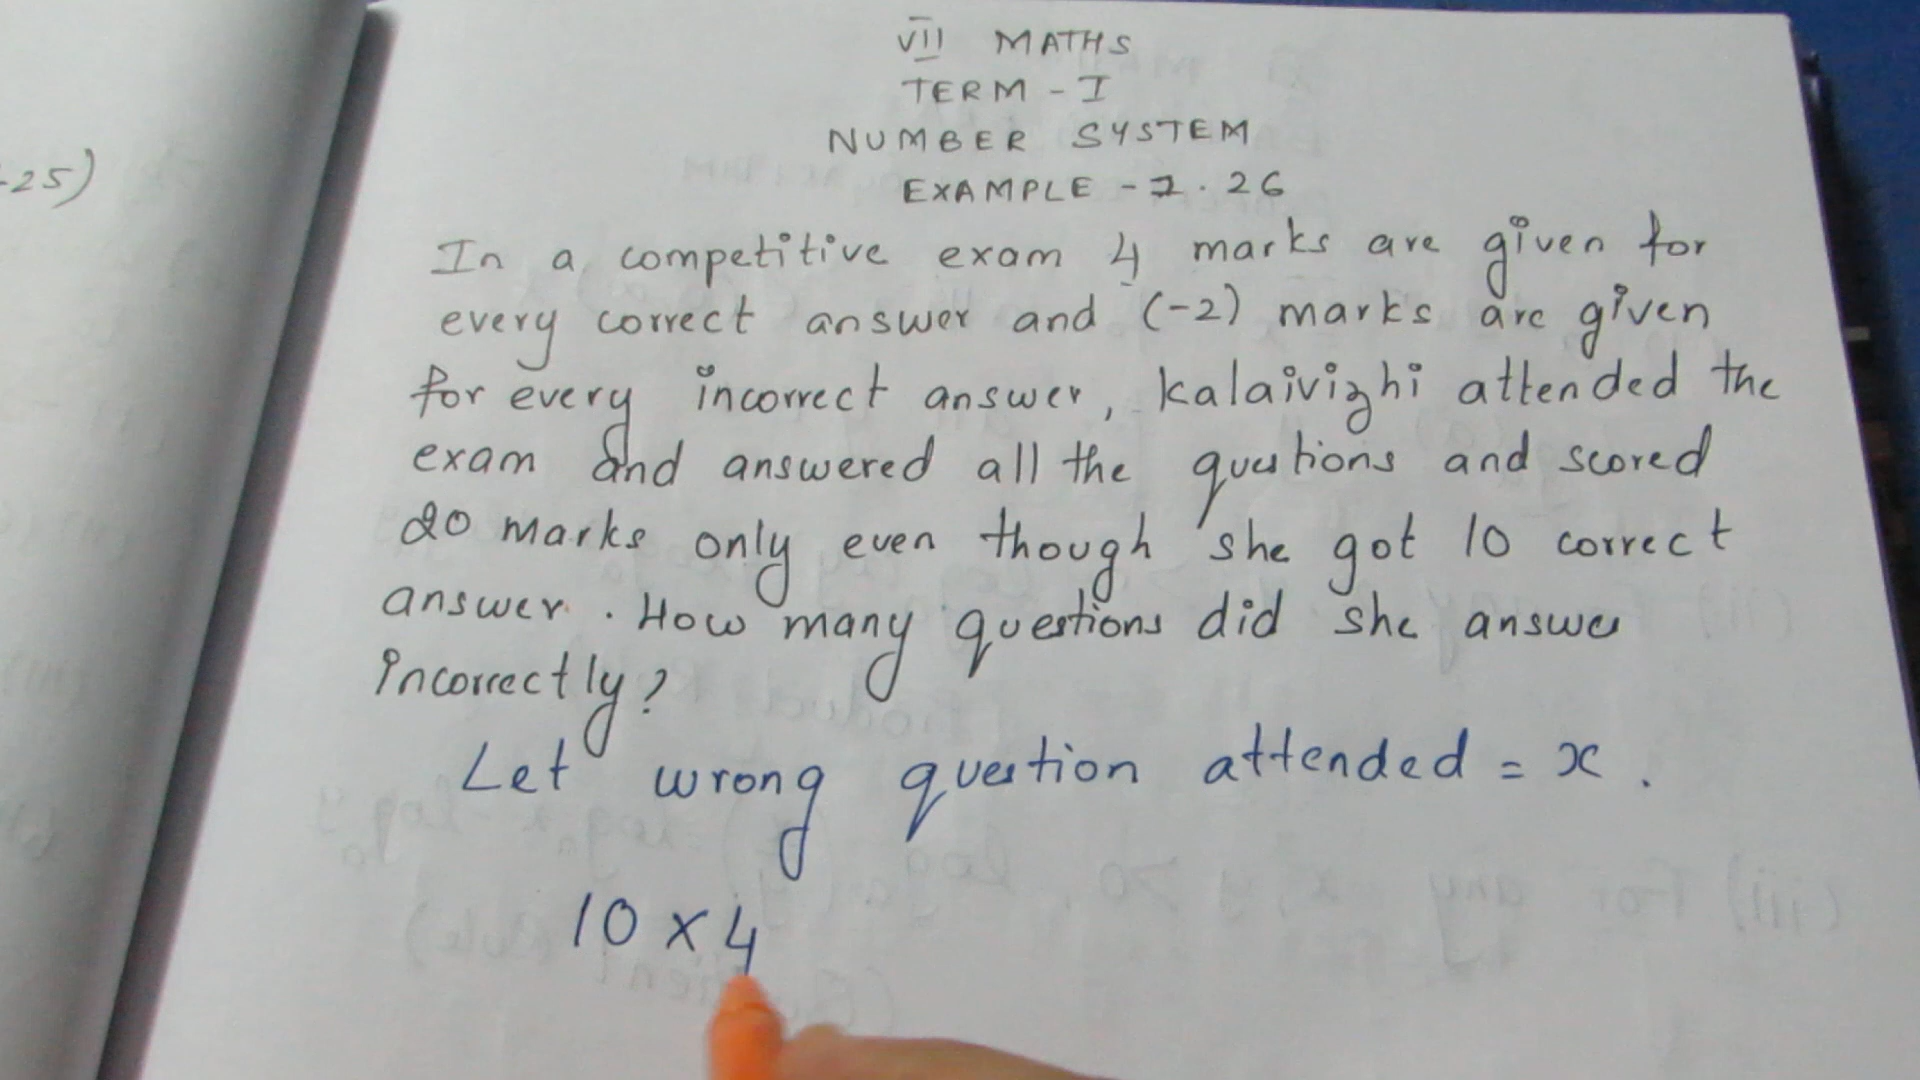 -25)
VII MATHS
TERM - I
NUMBER SYSTEM
EXAMPLE - 1.26
In a competitive exam 4 marks are given for
every correct answer and (-2) marks are given
for every incorrect answer, kalaivizhi attended the
exam and answered all the questions and scored
20 marks only even though she got 10 correct
answer. How many questions did she answer
incorrectly?
Let wrong question attended = x.
10 x 4